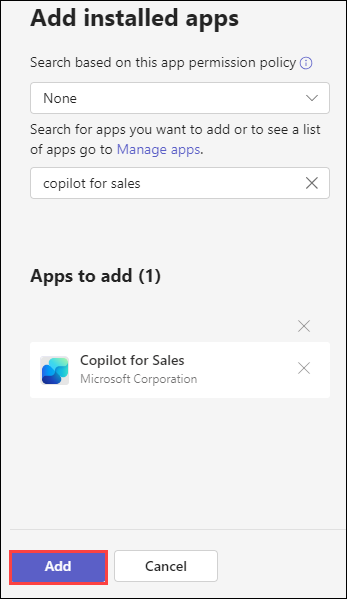 Add installed apps
Search based on this app permission policy
None
Search for apps you want to add or to see a list
of apps go to Manage apps.
copilot for sales
Apps to add (1)
Copilot for Sales
Microsoft Corporation
Add
Cancel